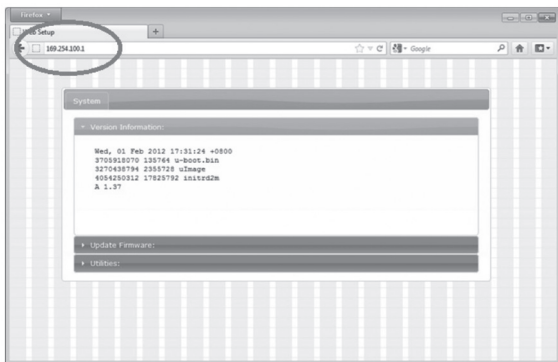 Firefox
Web Setup
169.254.100.1
Google
System
Version Information:
Wed, 01 Feb 2012 17:31:24 +0800
3705918070 135764 u-boot.bin
3270438794 2355728 uImage
4054250312 17825792 initrd2m
A 1.37
Update Firmware:
Utilities: